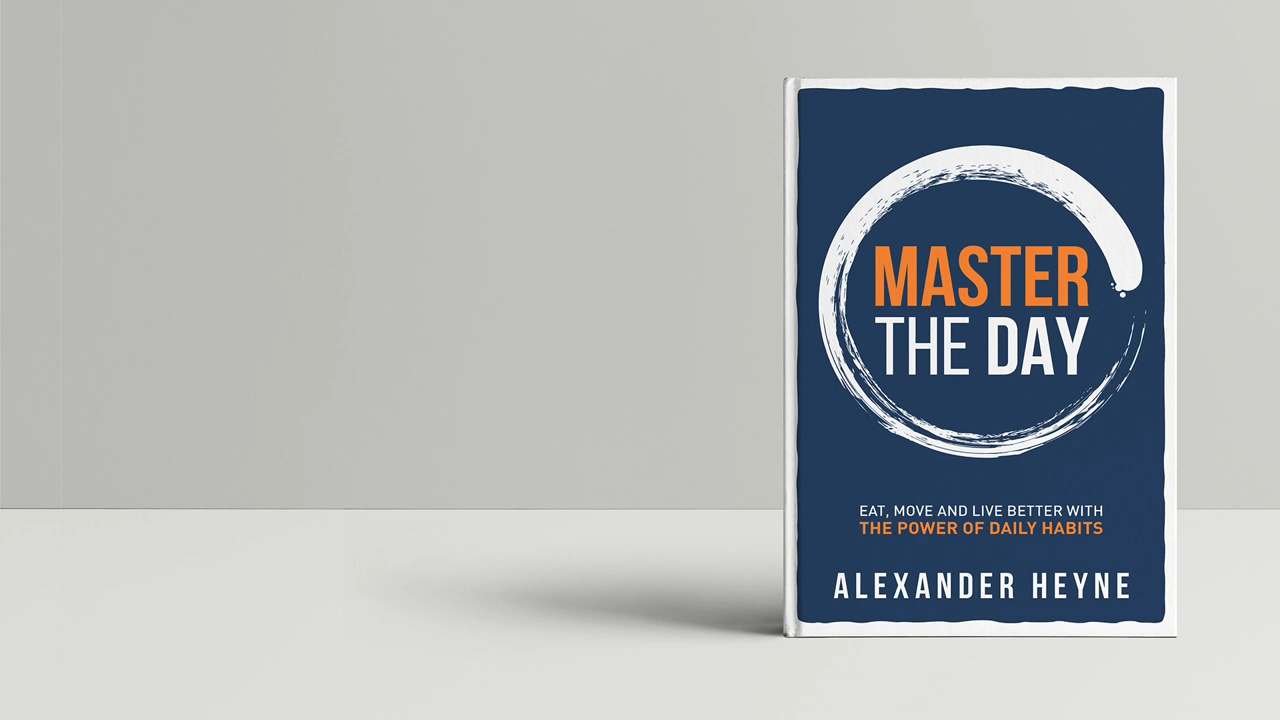 MASTER
THE DAY
EAT, MOVE AND LIVE BETTER WITH
THE POWER OF DAILY HABITS
ALEXANDER HEYNE